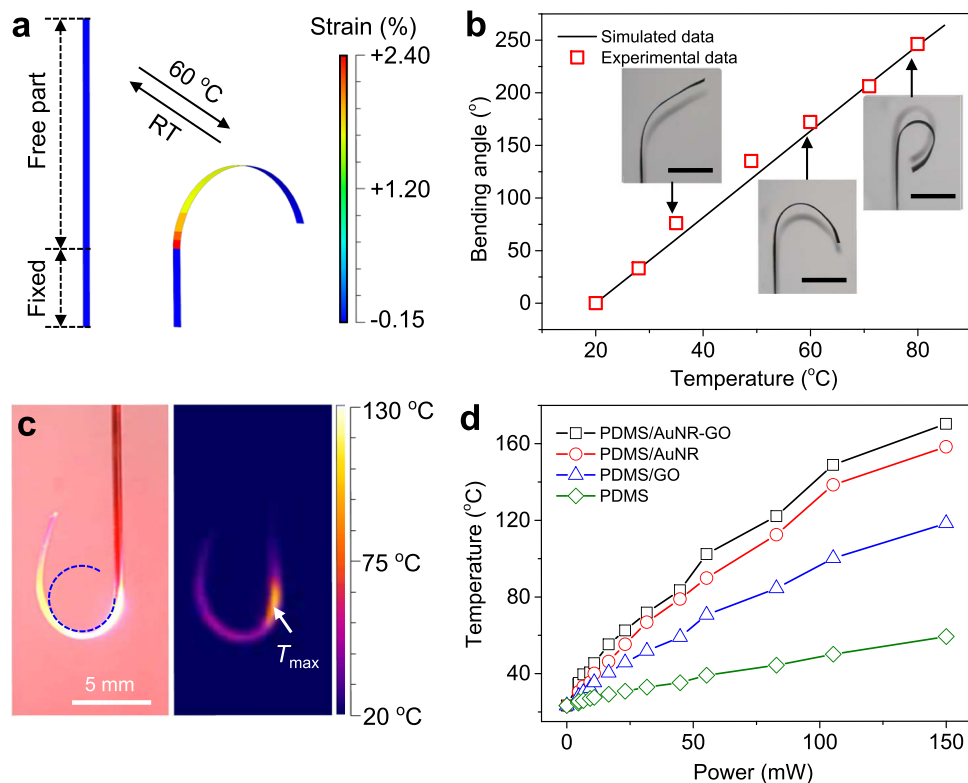 a
Strain (%)
+2.40
+1.20
-0.15
Free part
Fixed
60 °C
RT
b
Simulated data
Experimental data
Bending angle (°)
250
200
150
100
50
0
20
40
60
80
Temperature (°C)
c
130 °C
75 °C
20 °C
Tmax
5 mm
d
PDMS/AuNR-GO
PDMS/AuNR
PDMS/GO
PDMS
Temperature (°C)
160
120
80
40
0
50
100
150
Power (mW)